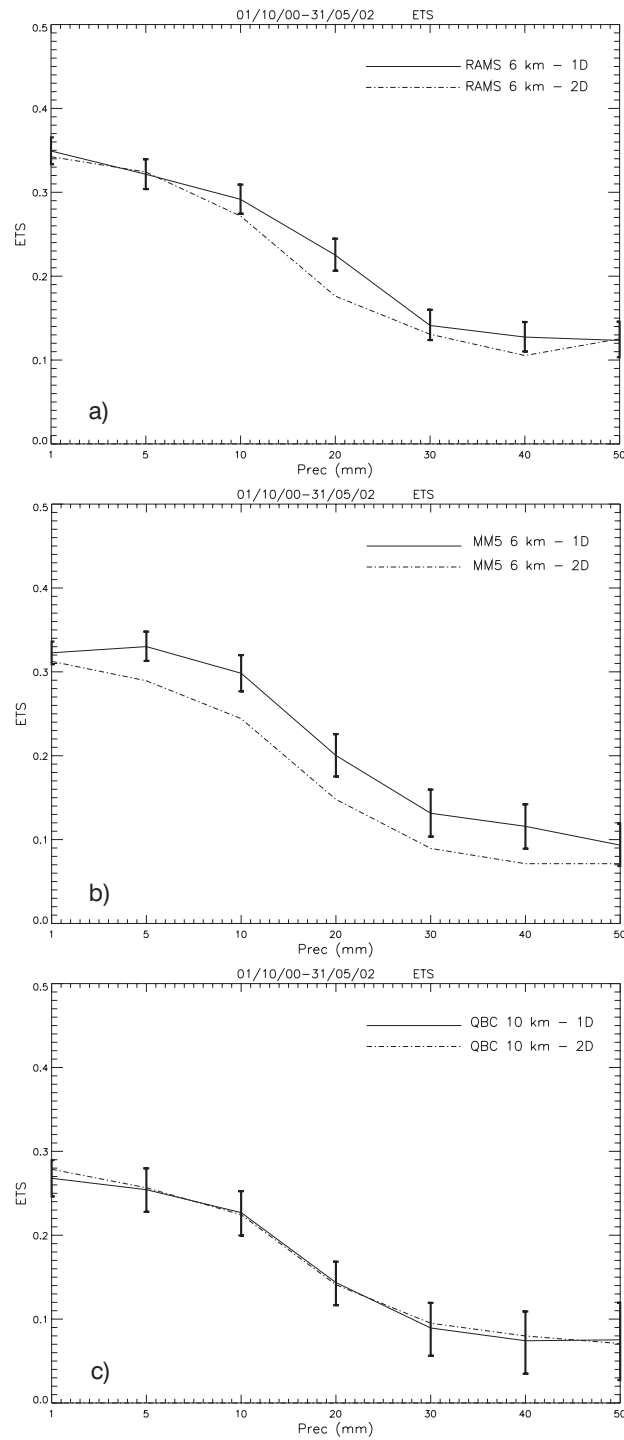 01/10/00-31/05/02 ETS
0.5
RAMS 6 km - 1D
RAMS 6 km - 2D
0.4
0.3
ETS
0.2
0.1
a)
0.0
1 5 10 20 30 40 50
Prec (mm)
01/10/00-31/05/02 ETS
0.5
MM5 6 km - 1D
MM5 6 km - 2D
0.4
0.3
ETS
0.2
0.1
b)
0.0
1 5 10 20 30 40 50
Prec (mm)
01/10/00-31/05/02 ETS
0.5
QBC 10 km - 1D
QBC 10 km - 2D
0.4
0.3
ETS
0.2
0.1
c)
0.0
1 5 10 20 30 40 50
Prec (mm)